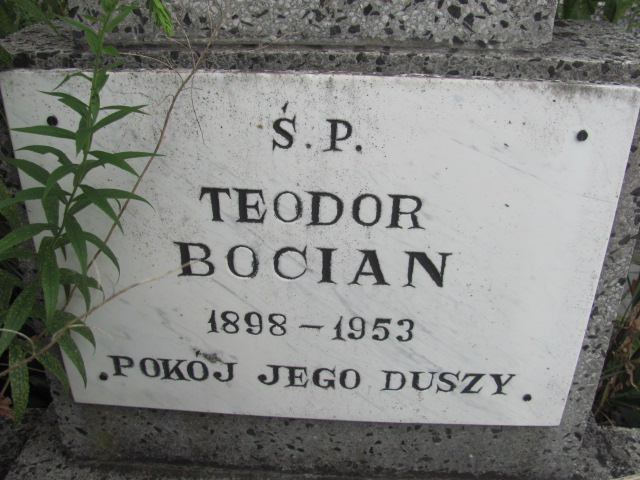 Ś.P.
TEODOR
BOCIAN
1898 – 1953
POKÓJ JEGO DUSZY